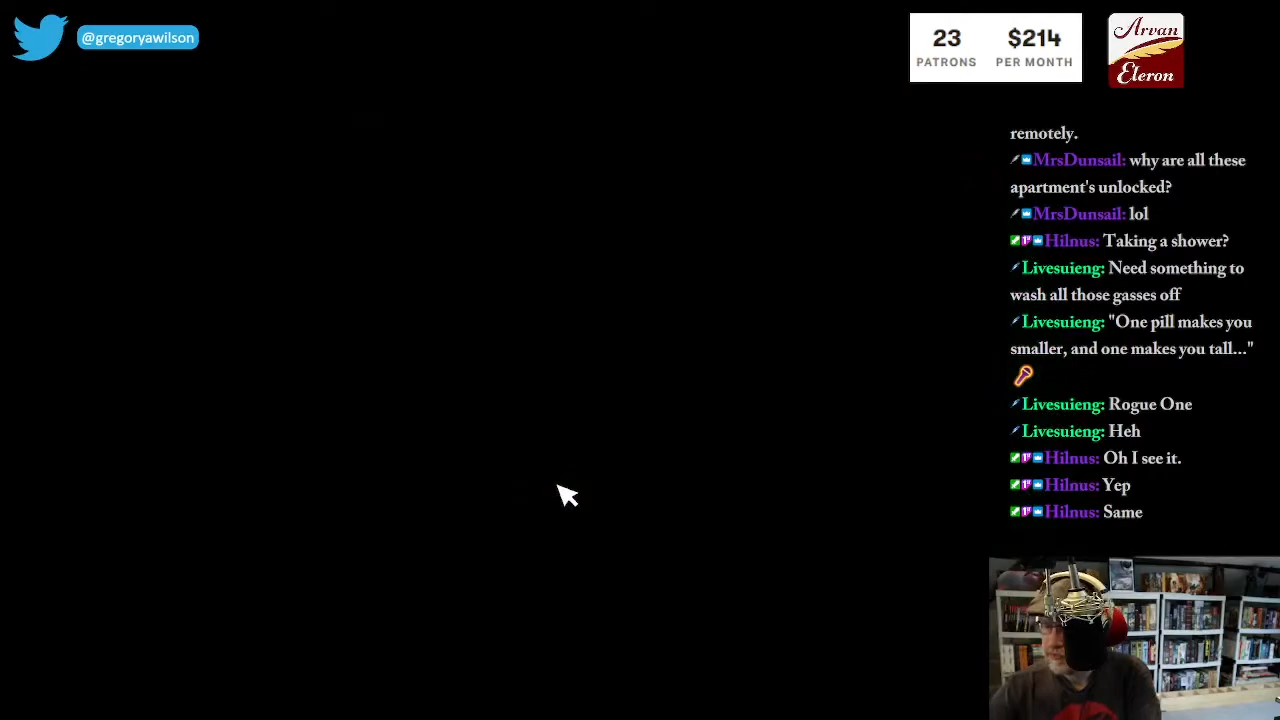 @gregoryawilson
23
PATRONS
$214
PER MONTH
Arvan
Eleron
remotely.
MrsDunsail: why are all these
apartment's unlocked?
MrsDunsail: lol
Hilnus: Taking a shower?
Livesuieng: Need something to
wash all those gasses off
Livesuieng: "One pill makes you
smaller, and one makes you tall..."
Livesuieng: Rogue One
Livesuieng: Heh
Hilnus: Oh I see it.
Hilnus: Yep
Hilnus: Same